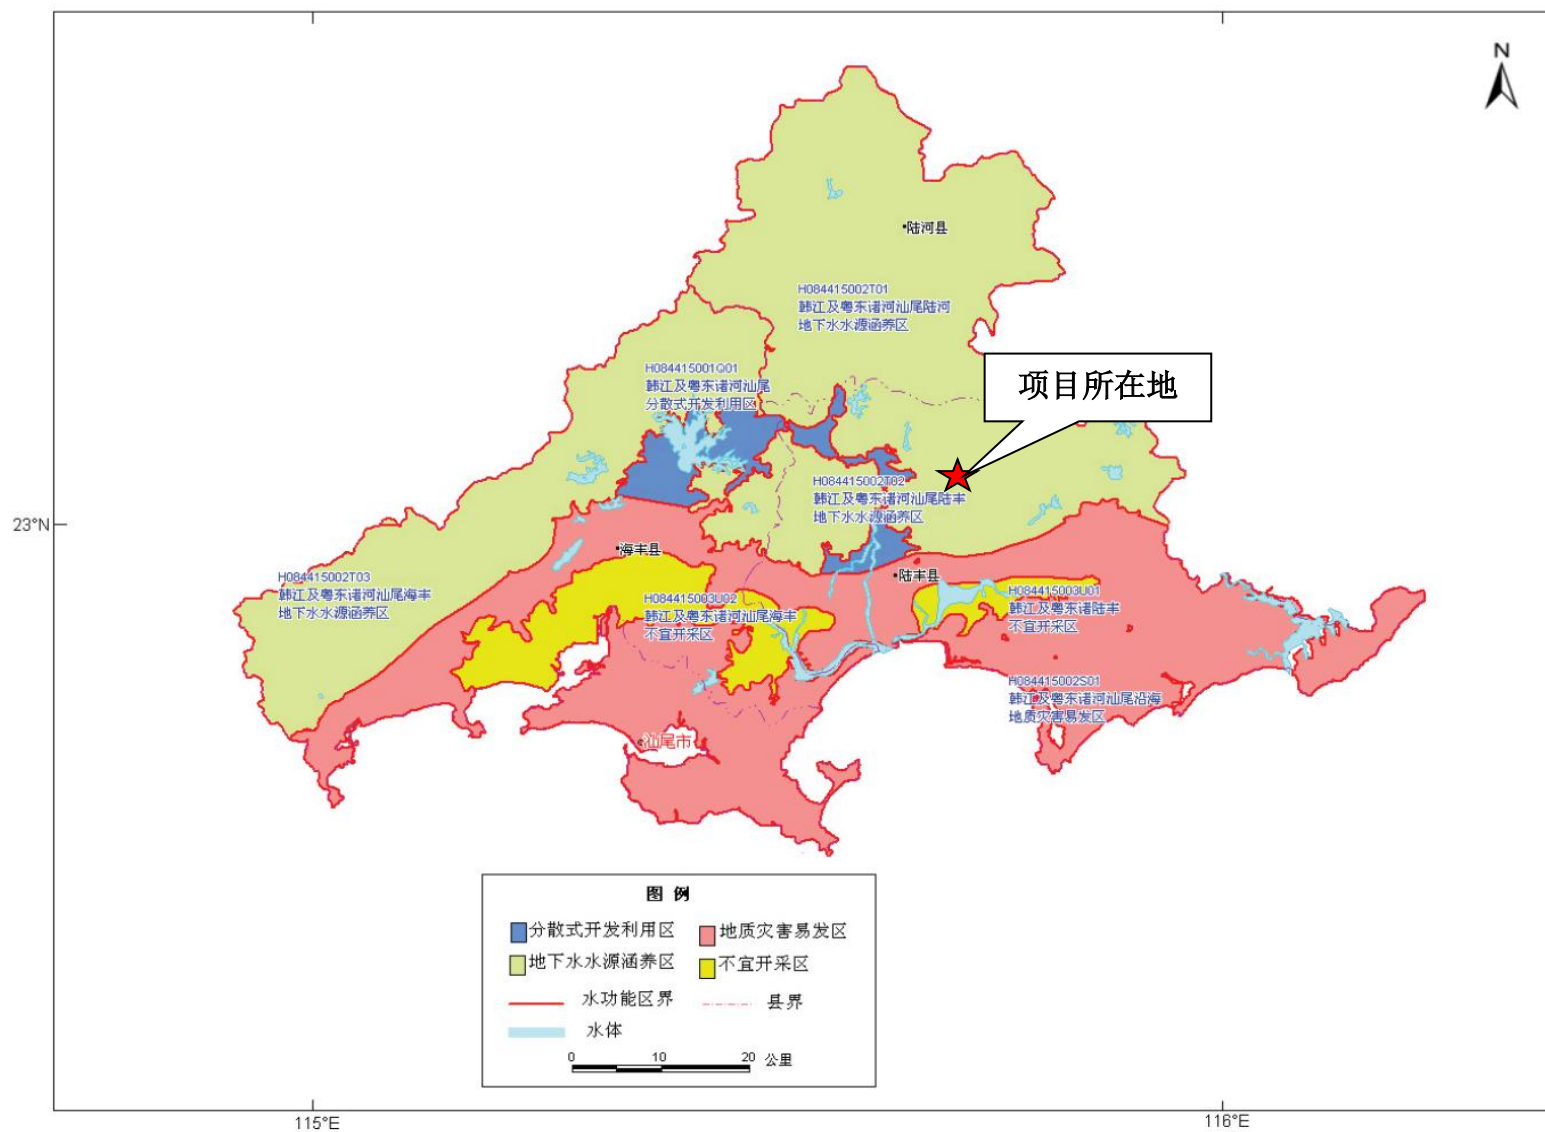 N
陆河县
H084415002T01
韩江及粤东诸河汕尾陆河
地下水水源涵养区
H084415001Q01
韩江及粤东诸河汕尾
分散式开发利用区
项目所在地
H084415002T02
韩江及粤东诸河汕尾陆丰
地下水水源涵养区
23°N
海丰县
H084415002T03
韩江及粤东诸河汕尾海丰
地下水水源涵养区
陆丰县
H084415003U02
韩江及粤东诸河汕尾海丰
不宜开采区
H084415003U01
韩江及粤东诸陆丰
不宜开采区
H084415002S01
韩江及粤东诸河汕尾沿海
地质灾害易发区
汕尾市
图 例
分散式开发利用区
地质灾害易发区
地下水水源涵养区
不宜开采区
水功能区界
县界
水体
0 10 20 公里
115°E
116°E